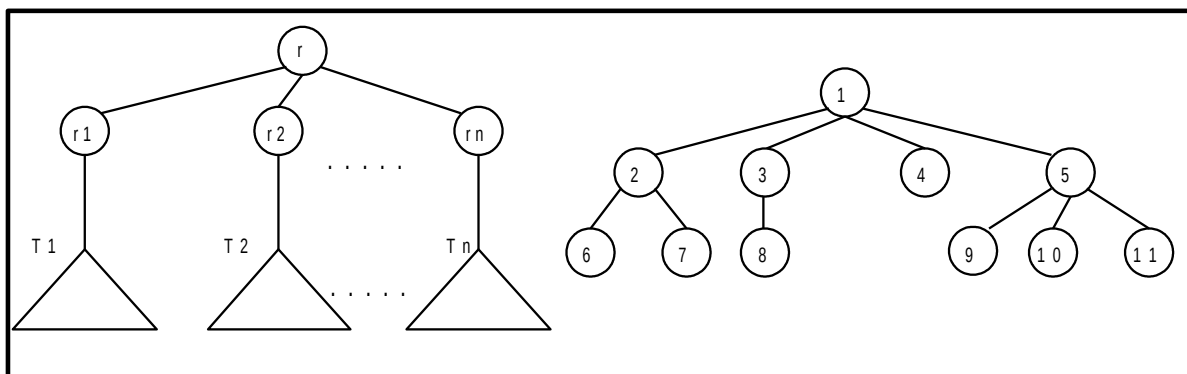 r
r1 r2 rn
. . . . .
T1 T2 Tn
. . . . .
1
2 3 4 5
6 7 8 9 10 11